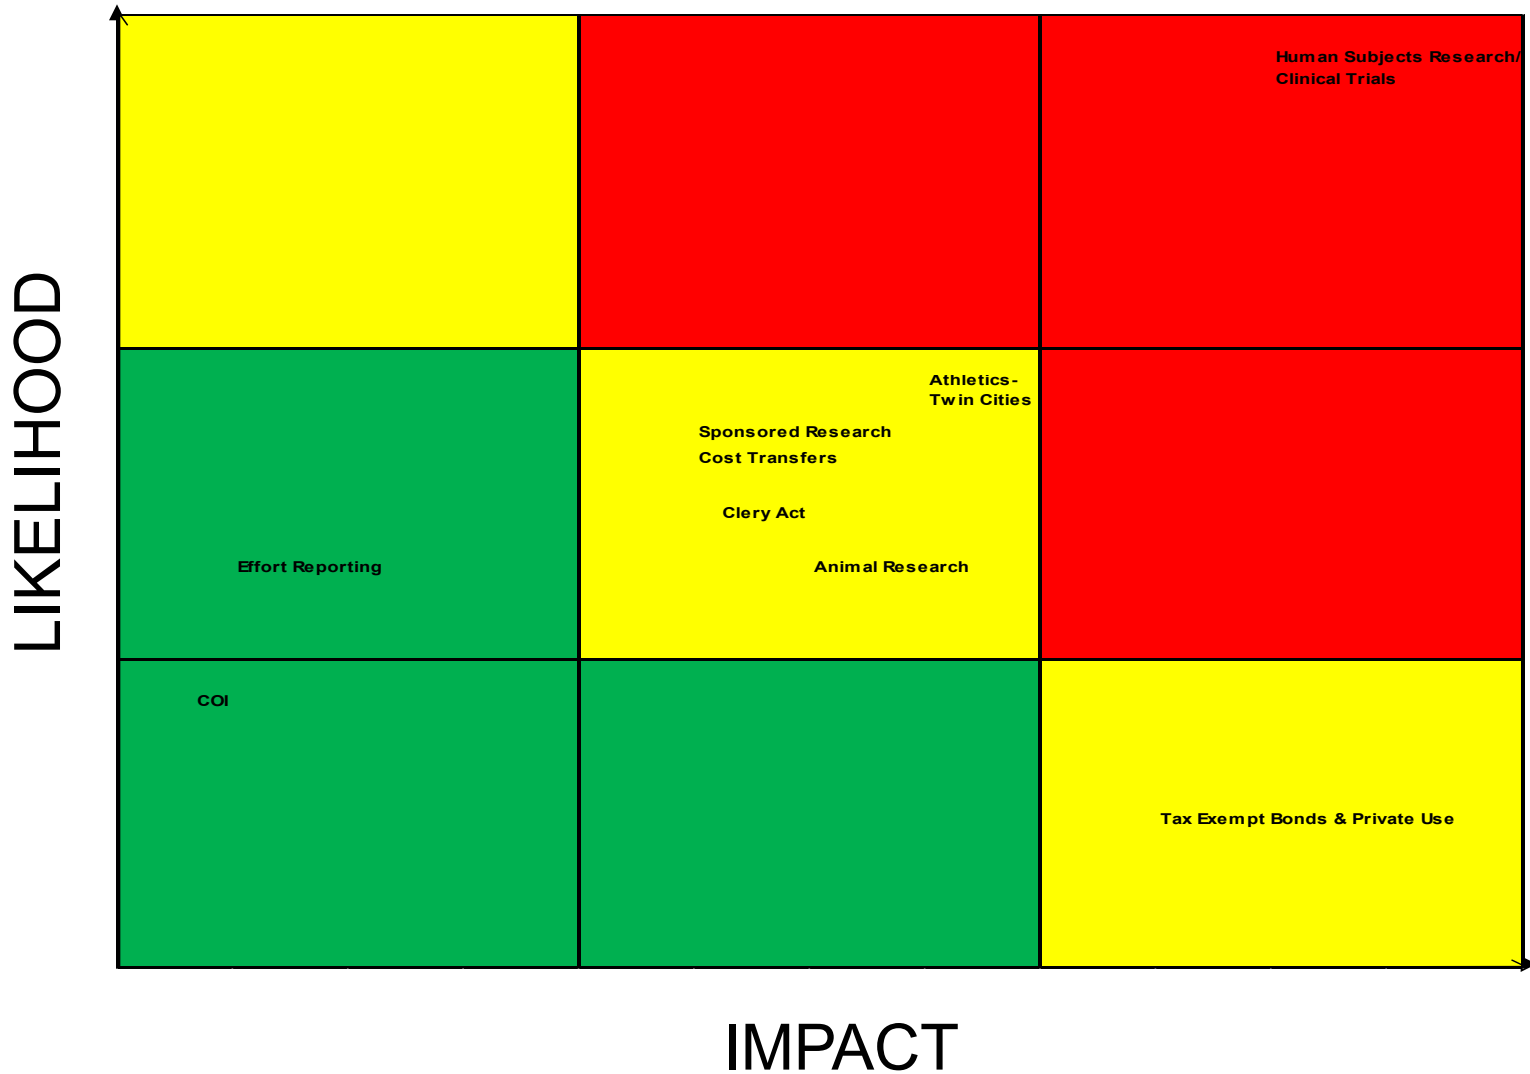 Human Subjects Research/
Clinical Trials
LIKELIHOOD
Athletics-
Twin Cities
Sponsored Research
Cost Transfers
Clery Act
Effort Reporting
Animal Research
COI
Tax Exempt Bonds & Private Use
IMPACT